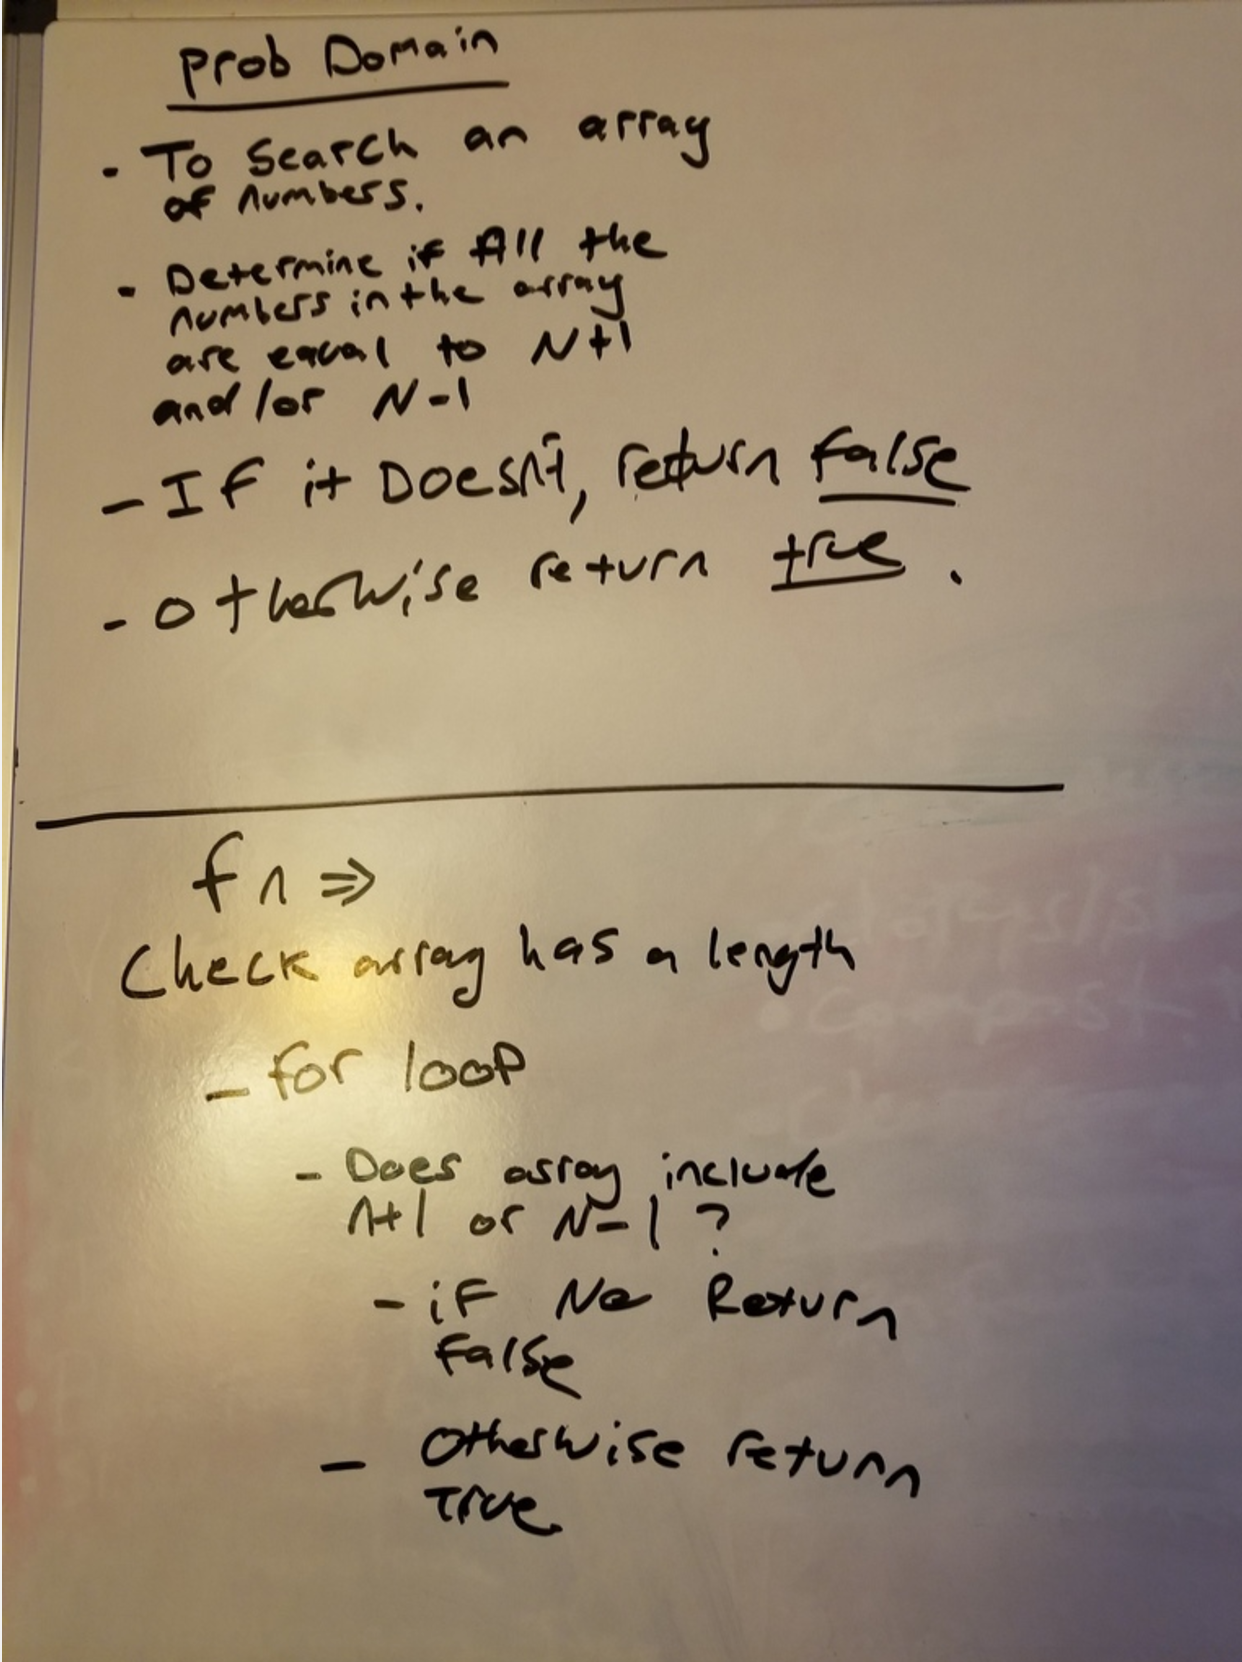 Prob Domain
- To Search an array
of numbers.
- Determine if All the
numbers in the array
are equal to N+1
and/or N-1
- If it Doesn't, return false
- otherwise return true.
fn ⇒
Check array has a length
- for loop
- Does array include
n+1 or N-1?
- if No Return
False
- Otherwise return
True